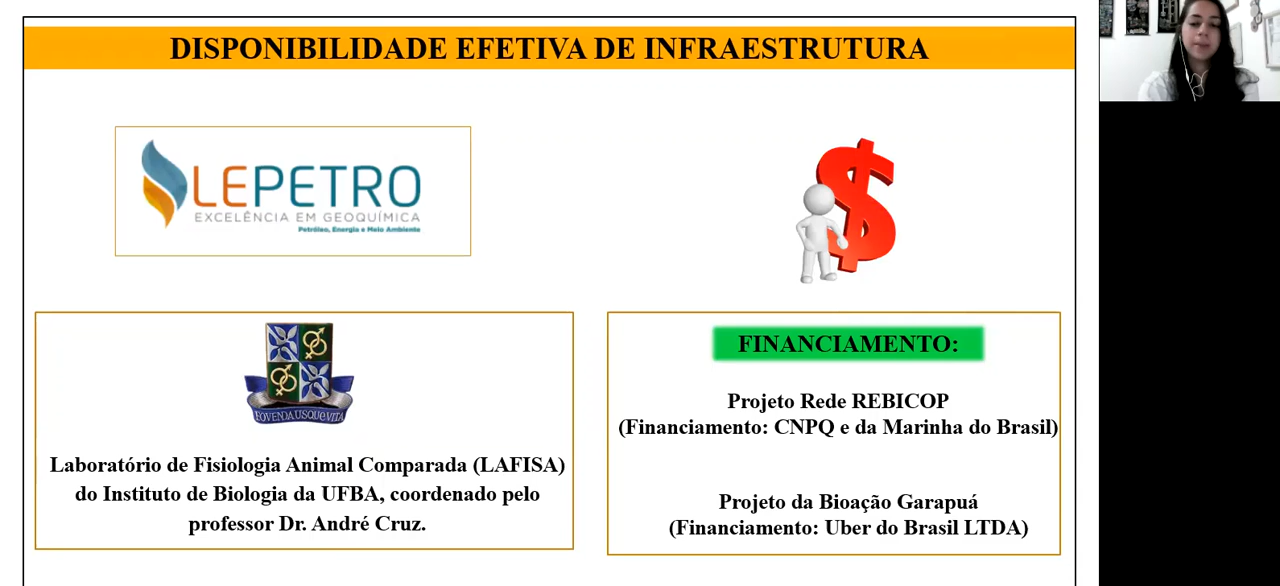 DISPONIBILIDADE EFETIVA DE INFRAESTRUTURA
LEPETRO
EXCELÊNCIA EM GEOQUÍMICA
Petróleo, Energia e Meio Ambiente
FOVENDAUSQUEVITA
Laboratório de Fisiologia Animal Comparada (LAFISA)
do Instituto de Biologia da UFBA, coordenado pelo
professor Dr. André Cruz.
FINANCIAMENTO:
Projeto Rede REBICOP
(Financiamento: CNPQ e da Marinha do Brasil)
Projeto da Bioação Garapuá
(Financiamento: Uber do Brasil LTDA)